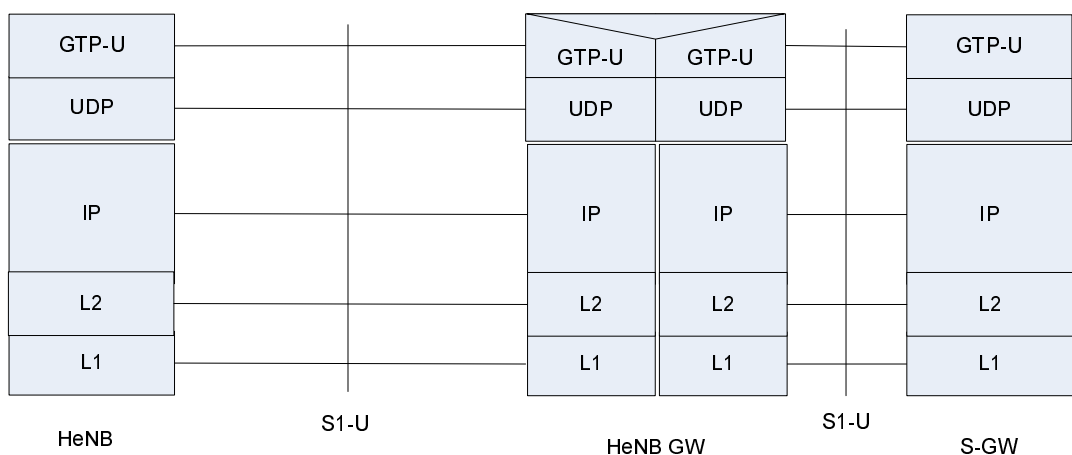 GTP-U
GTP-U
GTP-U
GTP-U
UDP
UDP
UDP
UDP
IP
IP
IP
IP
L2
L2
L2
L2
L1
L1
L1
L1
S1-U
S1-U
HeNB
HeNB GW
S-GW